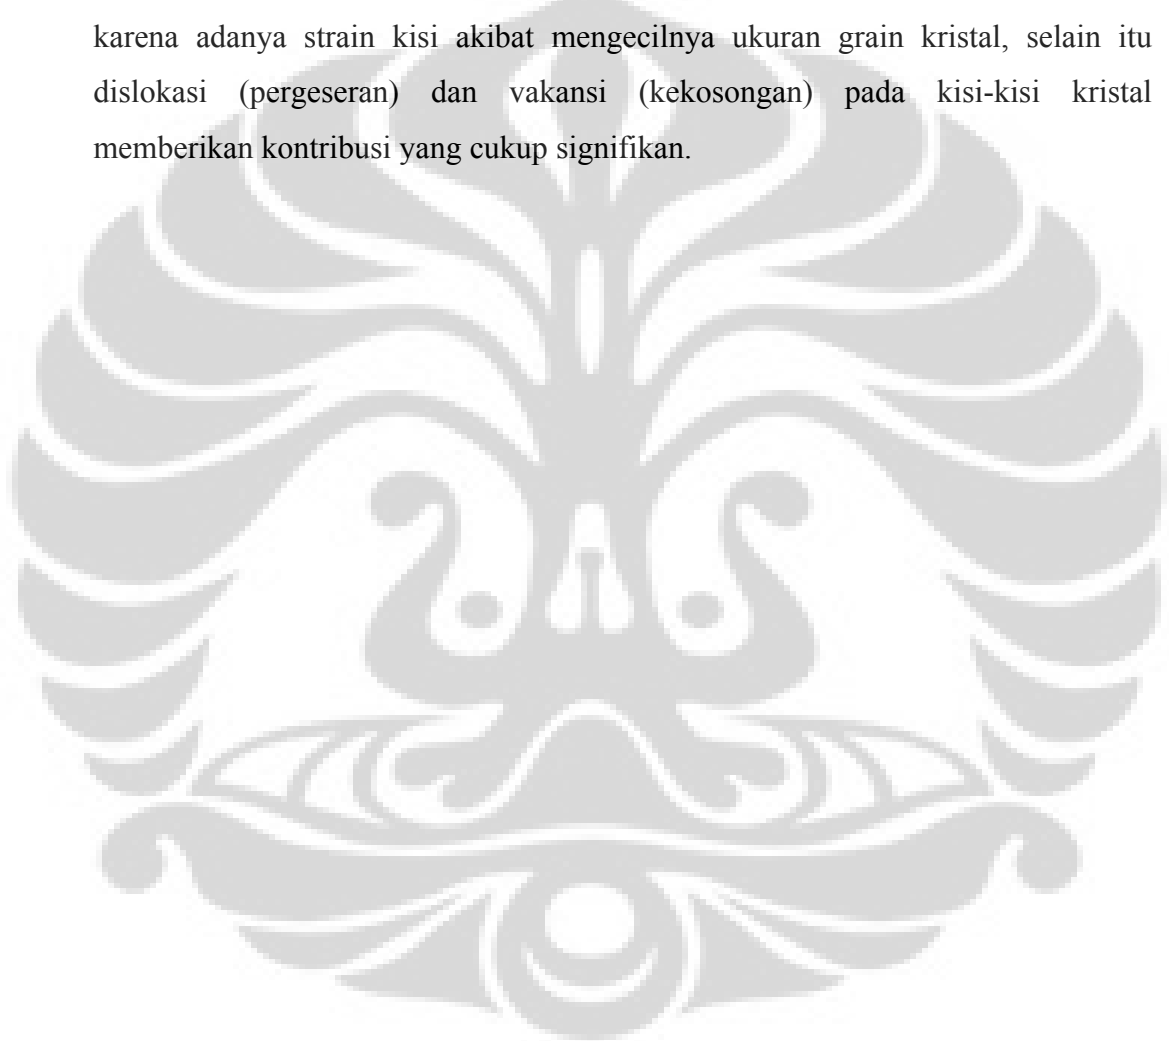 karena adanya strain kisi akibat mengecilnya ukuran grain kristal, selain itu
dislokasi (pergeseran) dan vakansi (kekosongan) pada kisi-kisi kristal
memberikan kontribusi yang cukup signifikan.